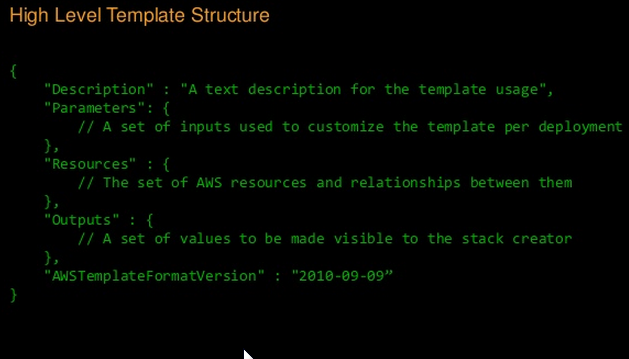 High Level Template Structure
{
"Description" : "A text description for the template usage",
"Parameters": {
// A set of inputs used to customize the template per deployment
},
"Resources" : {
// The set of AWS resources and relationships between them
},
"Outputs" : {
// A set of values to be made visible to the stack creator
},
"AWSTemplateFormatVersion" : "2010-09-09”
}